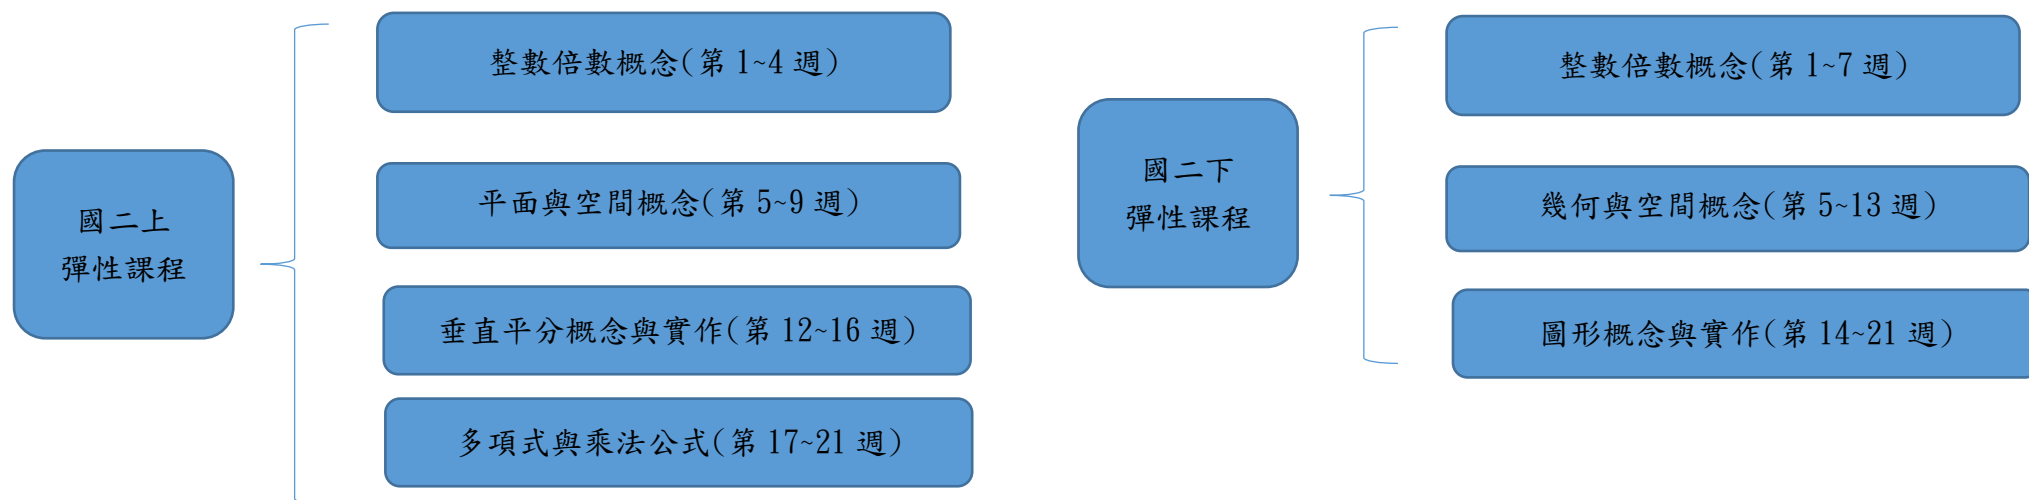 國二上
彈性課程
整數倍數概念(第 1~4 週)
平面與空間概念(第 5~9 週)
垂直平分概念與實作(第 12~16 週)
多項式與乘法公式(第 17~21 週)
國二下
彈性課程
整數倍數概念(第 1~7 週)
幾何與空間概念(第 5~13 週)
圖形概念與實作(第 14~21 週)